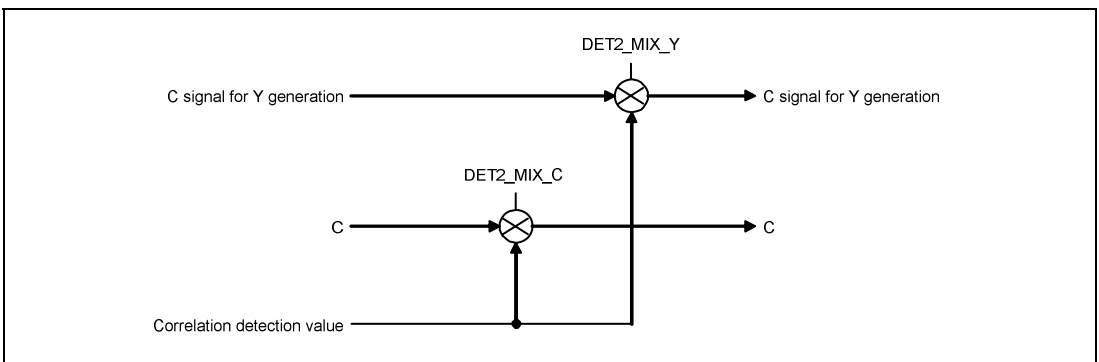 DET2_MIX_Y
C signal for Y generation
C signal for Y generation
DET2_MIX_C
C
C
Correlation detection value